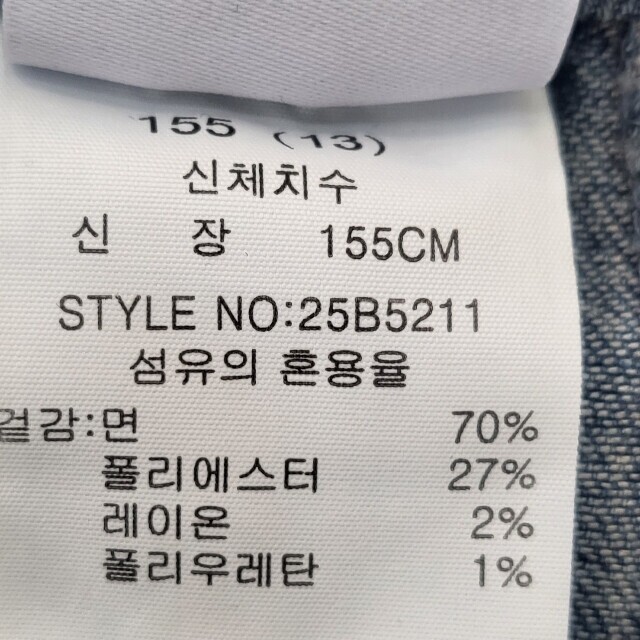 155 (13)
신체치수
신 장 155CM
STYLE NO:25B5211
섬유의 혼용율
겉감:면 70%
폴리에스터 27%
레이온 2%
폴리우레탄 1%